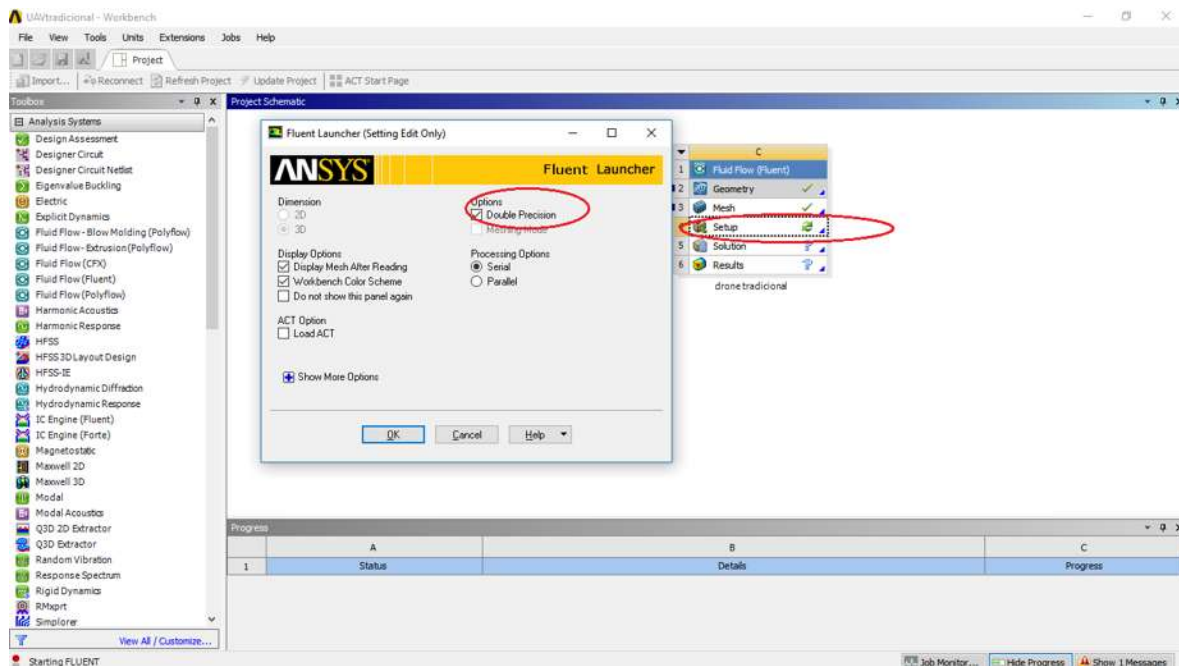 UAVtradicional - Workbench
File View Tools Units Extensions Jobs Help
Project
Import... Reconnect Refresh Project Update Project ACT Start Page
Toolbox
Analysis Systems
Design Assessment
Designer Circuit
Designer Circuit Netlist
Eigenvalue Buckling
Electric
Explicit Dynamics
Fluid Flow - Blow Molding (Polyflow)
Fluid Flow - Extrusion (Polyflow)
Fluid Flow (CFX)
Fluid Flow (Fluent)
Fluid Flow (Polyflow)
Harmonic Acoustics
Harmonic Response
HFSS
HFSS 3D Layout Design
HFSS-IE
Hydrodynamic Diffraction
Hydrodynamic Response
IC Engine (Fluent)
IC Engine (Forte)
Magnetostatic
Maxwell 2D
Maxwell 3D
Modal
Modal Acoustics
Q3D 2D Extractor
Q3D Extractor
Random Vibration
Response Spectrum
Rigid Dynamics
RMxprt
Simplorer
View All / Customize...
Project Schematic
Fluent Launcher (Setting Edit Only)
ANSYS Fluent Launcher
Dimension
2D
3D
Options
Double Precision
Meshing Mode
Display Options
Display Mesh After Reading
Workbench Color Scheme
Do not show this panel again
Processing Options
Serial
Parallel
ACT Option
Load ACT
Show More Options
OK Cancel Help
C
1 Fluid Flow (Fluent)
2 Geometry
3 Mesh
Setup
5 Solution
6 Results
drone tradicional
Progress
A B C
1 Status Details Progress
Starting FLUENT
Job Monitor... Hide Progress Show 1 Messages